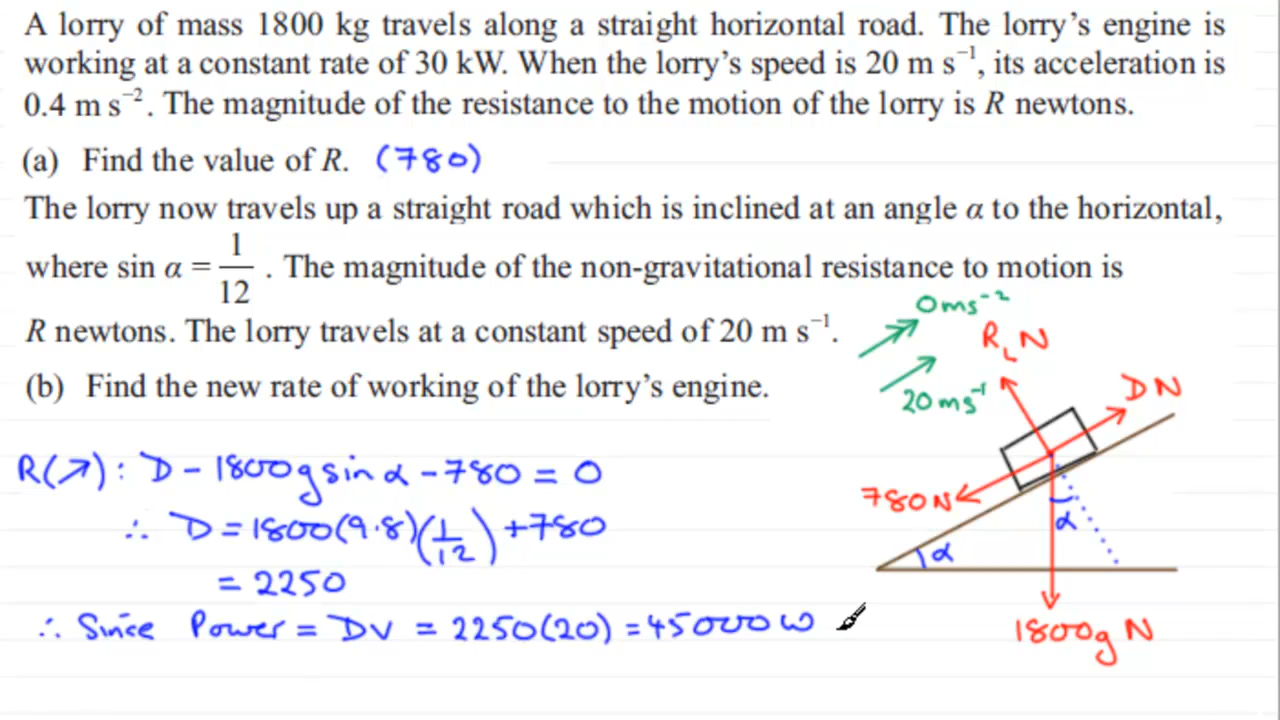 A lorry of mass 1800 kg travels along a straight horizontal road. The lorry's engine is
working at a constant rate of 30 kW. When the lorry's speed is 20 m s⁻¹, its acceleration is
0.4 m s⁻². The magnitude of the resistance to the motion of the lorry is R newtons.
(a) Find the value of R. (780)
The lorry now travels up a straight road which is inclined at an angle α to the horizontal,
where sin α = 1/12 . The magnitude of the non-gravitational resistance to motion is
R newtons. The lorry travels at a constant speed of 20 m s⁻¹.
(b) Find the new rate of working of the lorry's engine.
0ms⁻²
20ms⁻¹
R₁ N
D N
780N
α
α
1800g N
R(↗): D - 1800g sin α - 780 = 0
∴ D = 1800(9.8)(1/12) + 780
= 2250
∴ Since Power = DV = 2250(20) = 45000W